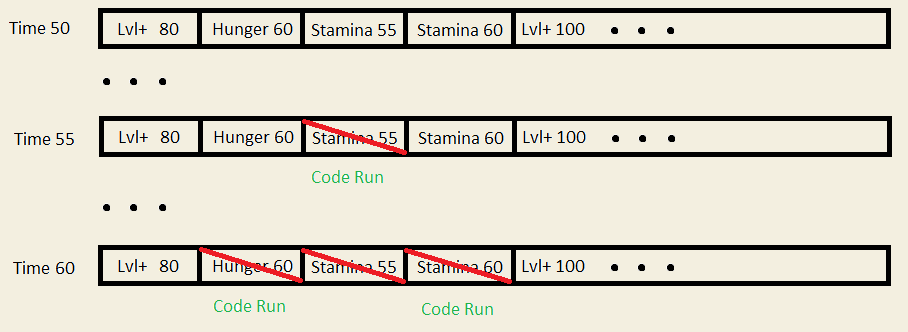 Time 50 Lvl+ 80 Hunger 60 Stamina 55 Stamina 60 Lvl+ 100
Time 55 Lvl+ 80 Hunger 60 Stamina 55 Stamina 60 Lvl+ 100
Code Run
Time 60 Lvl+ 80 Hunger 60 Stamina 55 Stamina 60 Lvl+ 100
Code Run Code Run